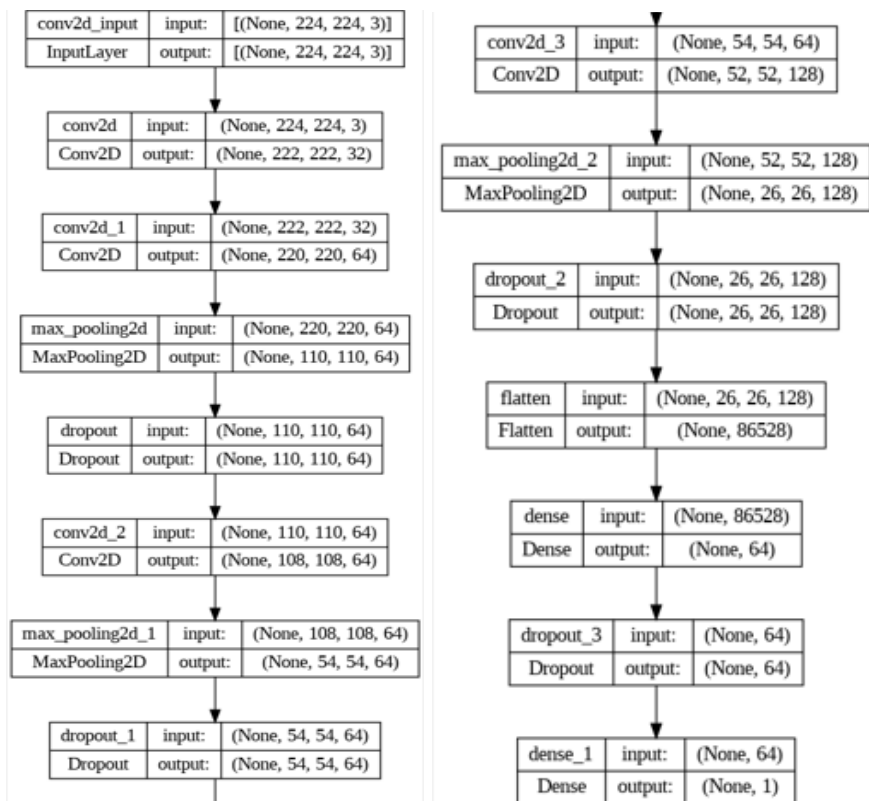 conv2d_input input: [(None, 224, 224, 3)]
InputLayer output: [(None, 224, 224, 3)]
conv2d input: (None, 224, 224, 3)
Conv2D output: (None, 222, 222, 32)
conv2d_1 input: (None, 222, 222, 32)
Conv2D output: (None, 220, 220, 64)
max_pooling2d input: (None, 220, 220, 64)
MaxPooling2D output: (None, 110, 110, 64)
dropout input: (None, 110, 110, 64)
Dropout output: (None, 110, 110, 64)
conv2d_2 input: (None, 110, 110, 64)
Conv2D output: (None, 108, 108, 64)
max_pooling2d_1 input: (None, 108, 108, 64)
MaxPooling2D output: (None, 54, 54, 64)
dropout_1 input: (None, 54, 54, 64)
Dropout output: (None, 54, 54, 64)
conv2d_3 input: (None, 54, 54, 64)
Conv2D output: (None, 52, 52, 128)
max_pooling2d_2 input: (None, 52, 52, 128)
MaxPooling2D output: (None, 26, 26, 128)
dropout_2 input: (None, 26, 26, 128)
Dropout output: (None, 26, 26, 128)
flatten input: (None, 26, 26, 128)
Flatten output: (None, 86528)
dense input: (None, 86528)
Dense output: (None, 64)
dropout_3 input: (None, 64)
Dropout output: (None, 64)
dense_1 input: (None, 64)
Dense output: (None, 1)